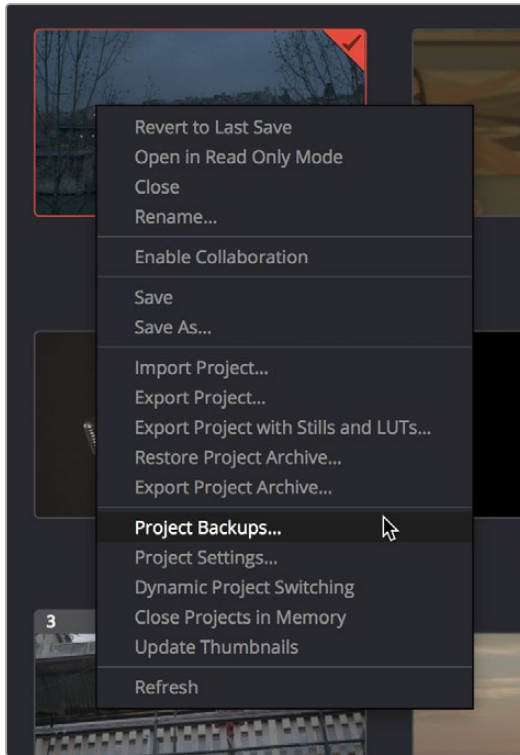 Revert to Last Save
Open in Read Only Mode
Close
Rename...
Enable Collaboration
Save
Save As...
Import Project...
Export Project...
Export Project with Stills and LUTs...
Restore Project Archive...
Export Project Archive...
Project Backups...
Project Settings...
Dynamic Project Switching
Close Projects in Memory
3
Update Thumbnails
Refresh